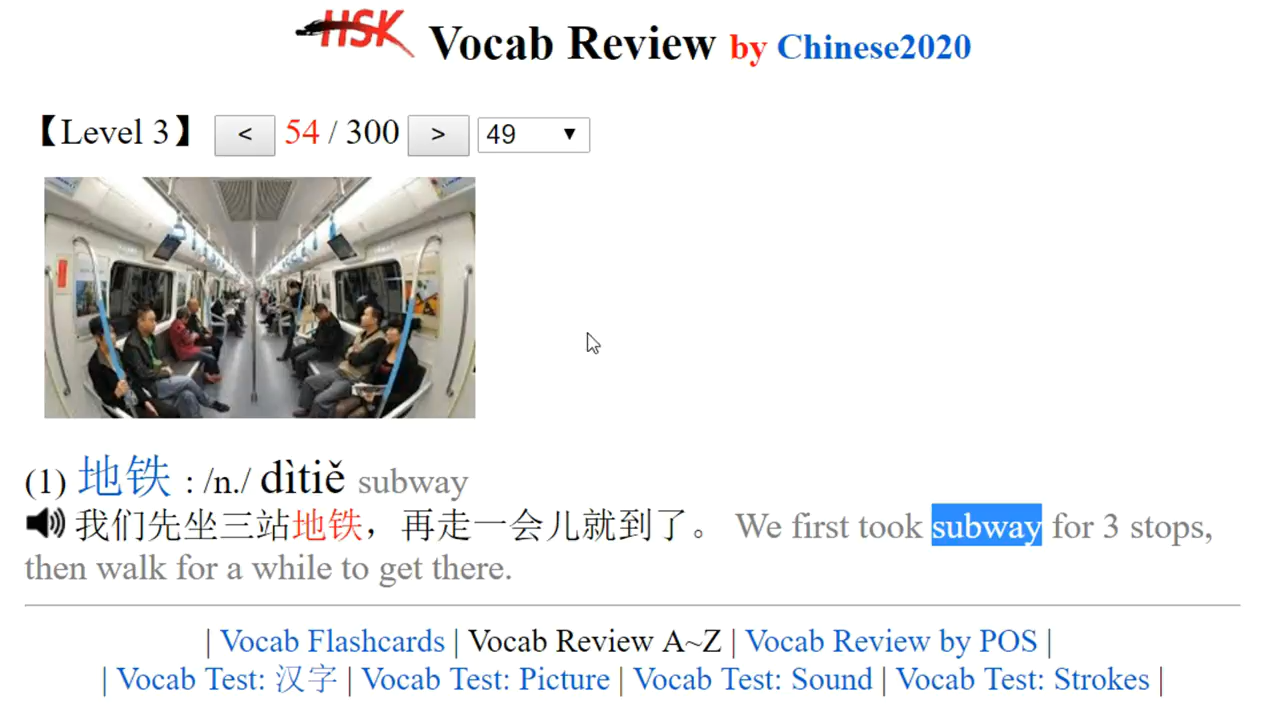 HSK Vocab Review by Chinese2020
【Level 3】 < 54 / 300 > 49 ▼
(1) 地铁 : /n./ dìtiě subway
我们先坐三站地铁，再走一会儿就到了。 We first took subway for 3 stops,
then walk for a while to get there.
| Vocab Flashcards | Vocab Review A~Z | Vocab Review by POS |
| Vocab Test: 汉字 | Vocab Test: Picture | Vocab Test: Sound | Vocab Test: Strokes |